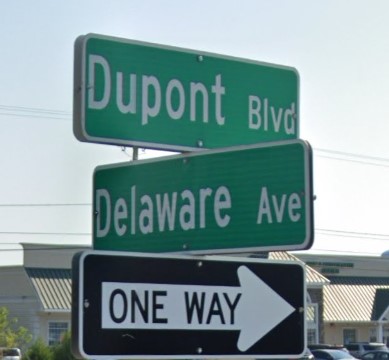 Dupont Blvd
Delaware Ave
ONE WAY